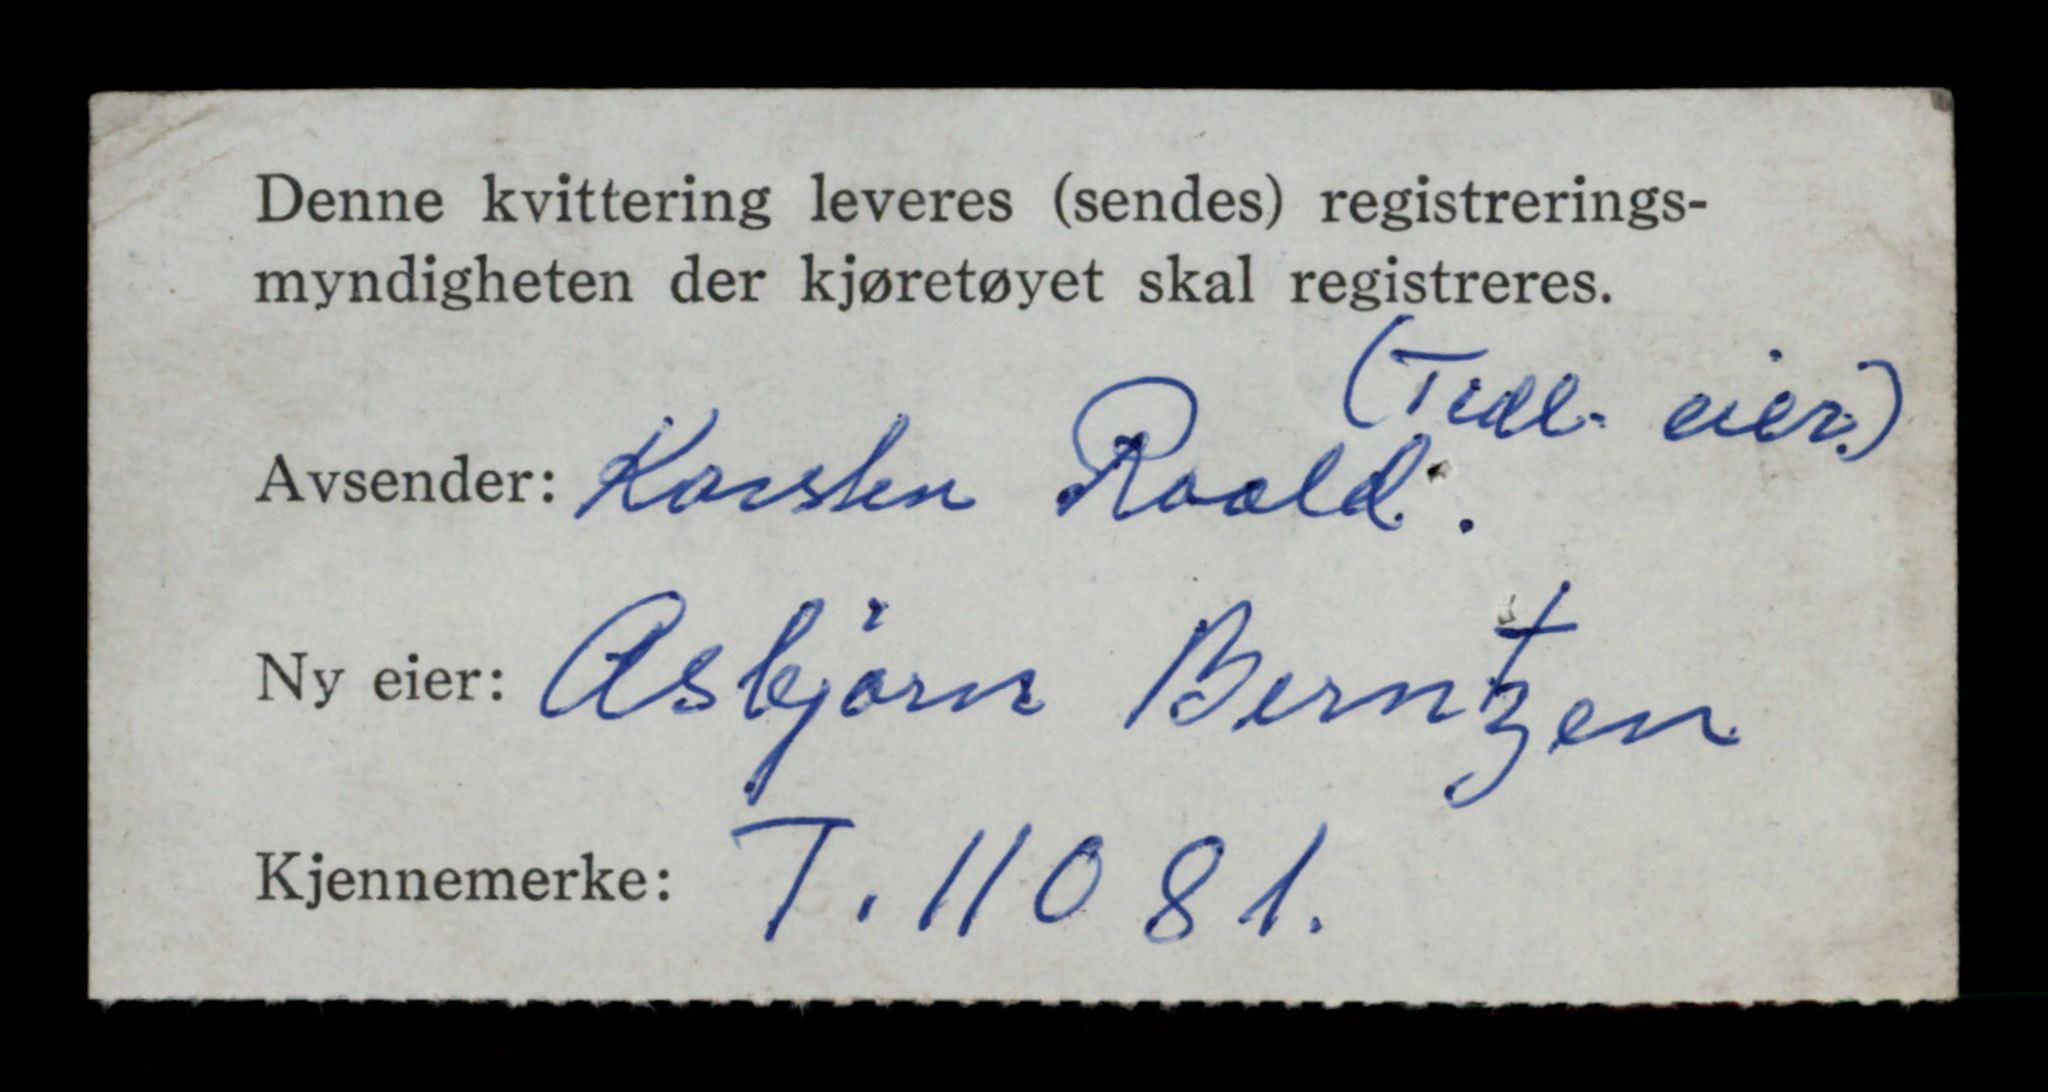 Denne kvittering leveres (sendes) registrerings-
myndigheten der kjøretøyet skal registreres.
(Tidl. eier.)
Avsender: Karsten Roald.
Ny eier: Asbjörn Berntzen
Kjennemerke: T. 11081.